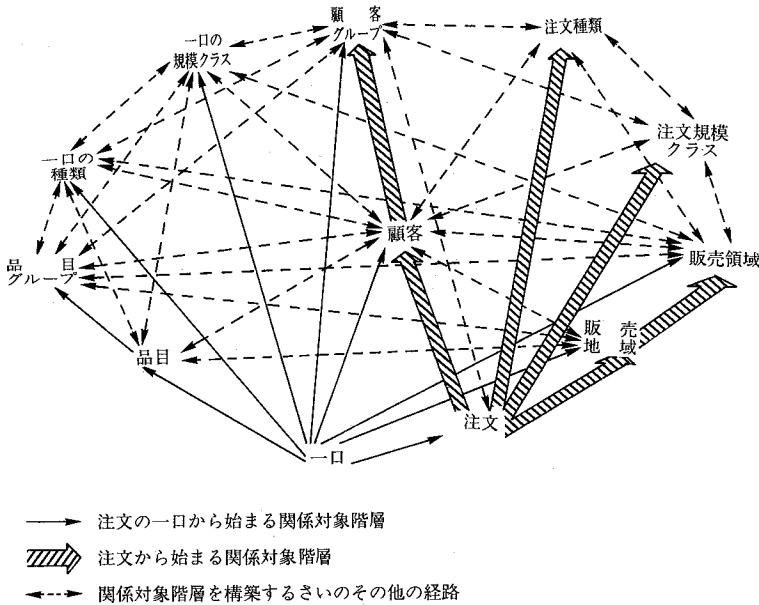 顧客
グループ
注文種類
一口の
規模クラス
注文規模
クラス
一口の
種類
顧客
品目
グループ
販売領域
販売
地域
品目
注文
一口
注文の一口から始まる関係対象階層
注文から始まる関係対象階層
関係対象階層を構築するさいのその他の経路